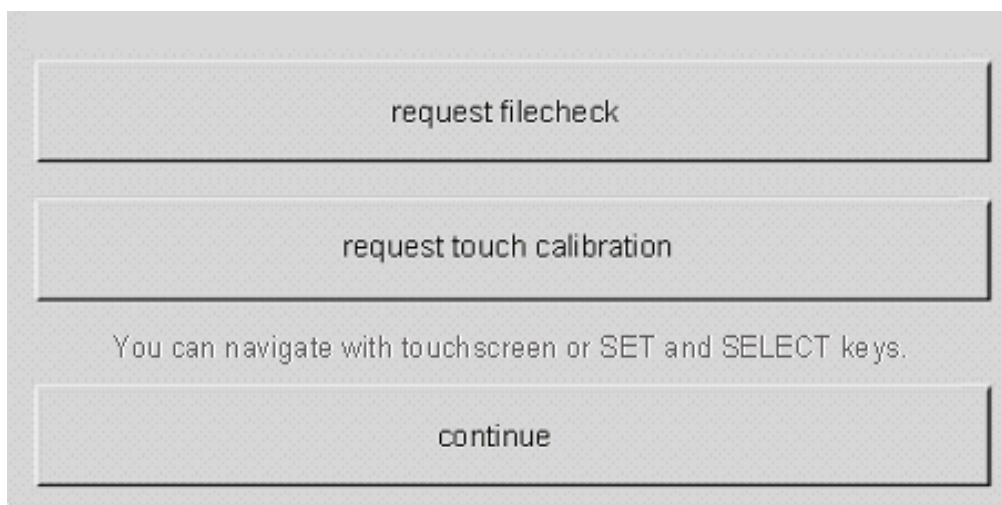 request filecheck
request touch calibration
You can navigate with touchscreen or SET and SELECT keys.
continue